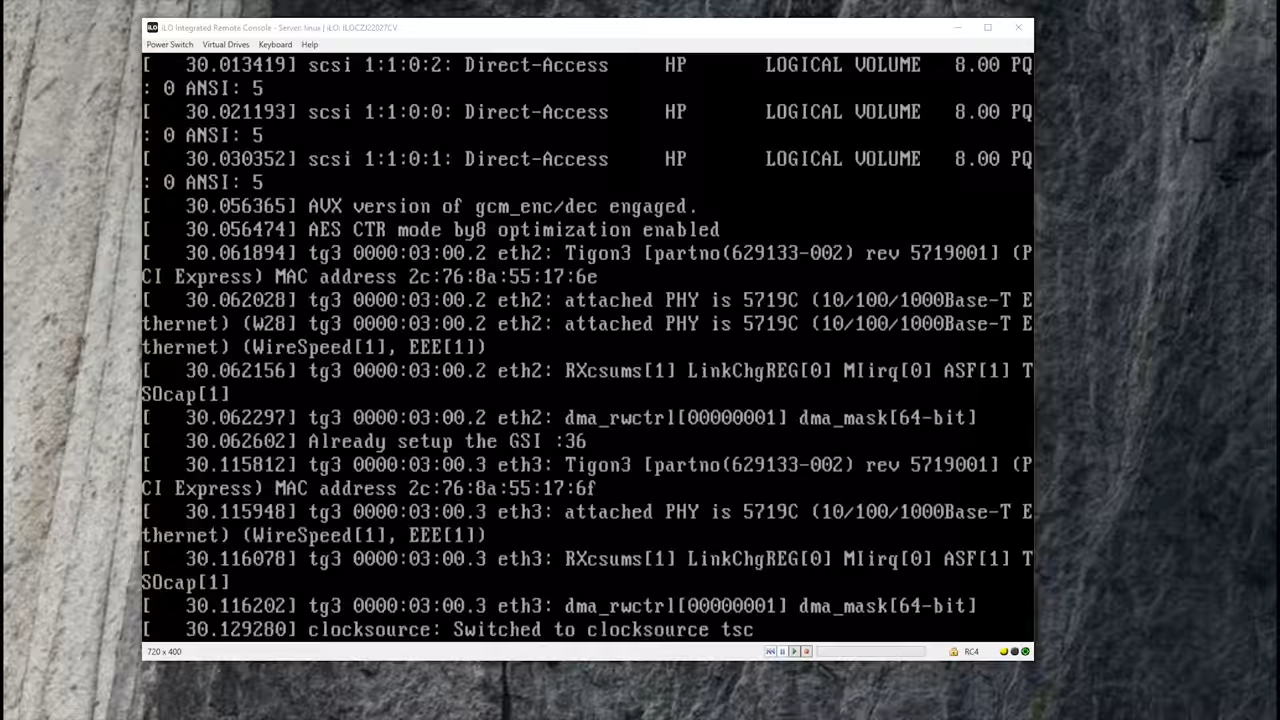 iLO Integrated Remote Console - Server: linux | iLO: ILOCZJ22027CV
Power Switch Virtual Drives Keyboard Help
[ 30.013419] scsi 1:1:0:2: Direct-Access HP LOGICAL VOLUME 8.00 PQ
: 0 ANSI: 5
[ 30.021193] scsi 1:1:0:0: Direct-Access HP LOGICAL VOLUME 8.00 PQ
: 0 ANSI: 5
[ 30.030352] scsi 1:1:0:1: Direct-Access HP LOGICAL VOLUME 8.00 PQ
: 0 ANSI: 5
[ 30.056365] AVX version of gcm_enc/dec engaged.
[ 30.056474] AES CTR mode by8 optimization enabled
[ 30.061894] tg3 0000:03:00.2 eth2: Tigon3 [partno(629133-002) rev 5719001] (P
CI Express) MAC address 2c:76:8a:55:17:6e
[ 30.062028] tg3 0000:03:00.2 eth2: attached PHY is 5719C (10/100/1000Base-T E
thernet) (W28] tg3 0000:03:00.2 eth2: attached PHY is 5719C (10/100/1000Base-T E
thernet) (WireSpeed[1], EEE[1])
[ 30.062156] tg3 0000:03:00.2 eth2: RXcsums[1] LinkChgREG[0] MIirq[0] ASF[1] T
SOcap[1]
[ 30.062297] tg3 0000:03:00.2 eth2: dma_rwctrl[00000001] dma_mask[64-bit]
[ 30.062602] Already setup the GSI :36
[ 30.115812] tg3 0000:03:00.3 eth3: Tigon3 [partno(629133-002) rev 5719001] (P
CI Express) MAC address 2c:76:8a:55:17:6f
[ 30.115948] tg3 0000:03:00.3 eth3: attached PHY is 5719C (10/100/1000Base-T E
thernet) (WireSpeed[1], EEE[1])
[ 30.116078] tg3 0000:03:00.3 eth3: RXcsums[1] LinkChgREG[0] MIirq[0] ASF[1] T
SOcap[1]
[ 30.116202] tg3 0000:03:00.3 eth3: dma_rwctrl[00000001] dma_mask[64-bit]
[ 30.129280] clocksource: Switched to clocksource tsc
720 x 400 RC4